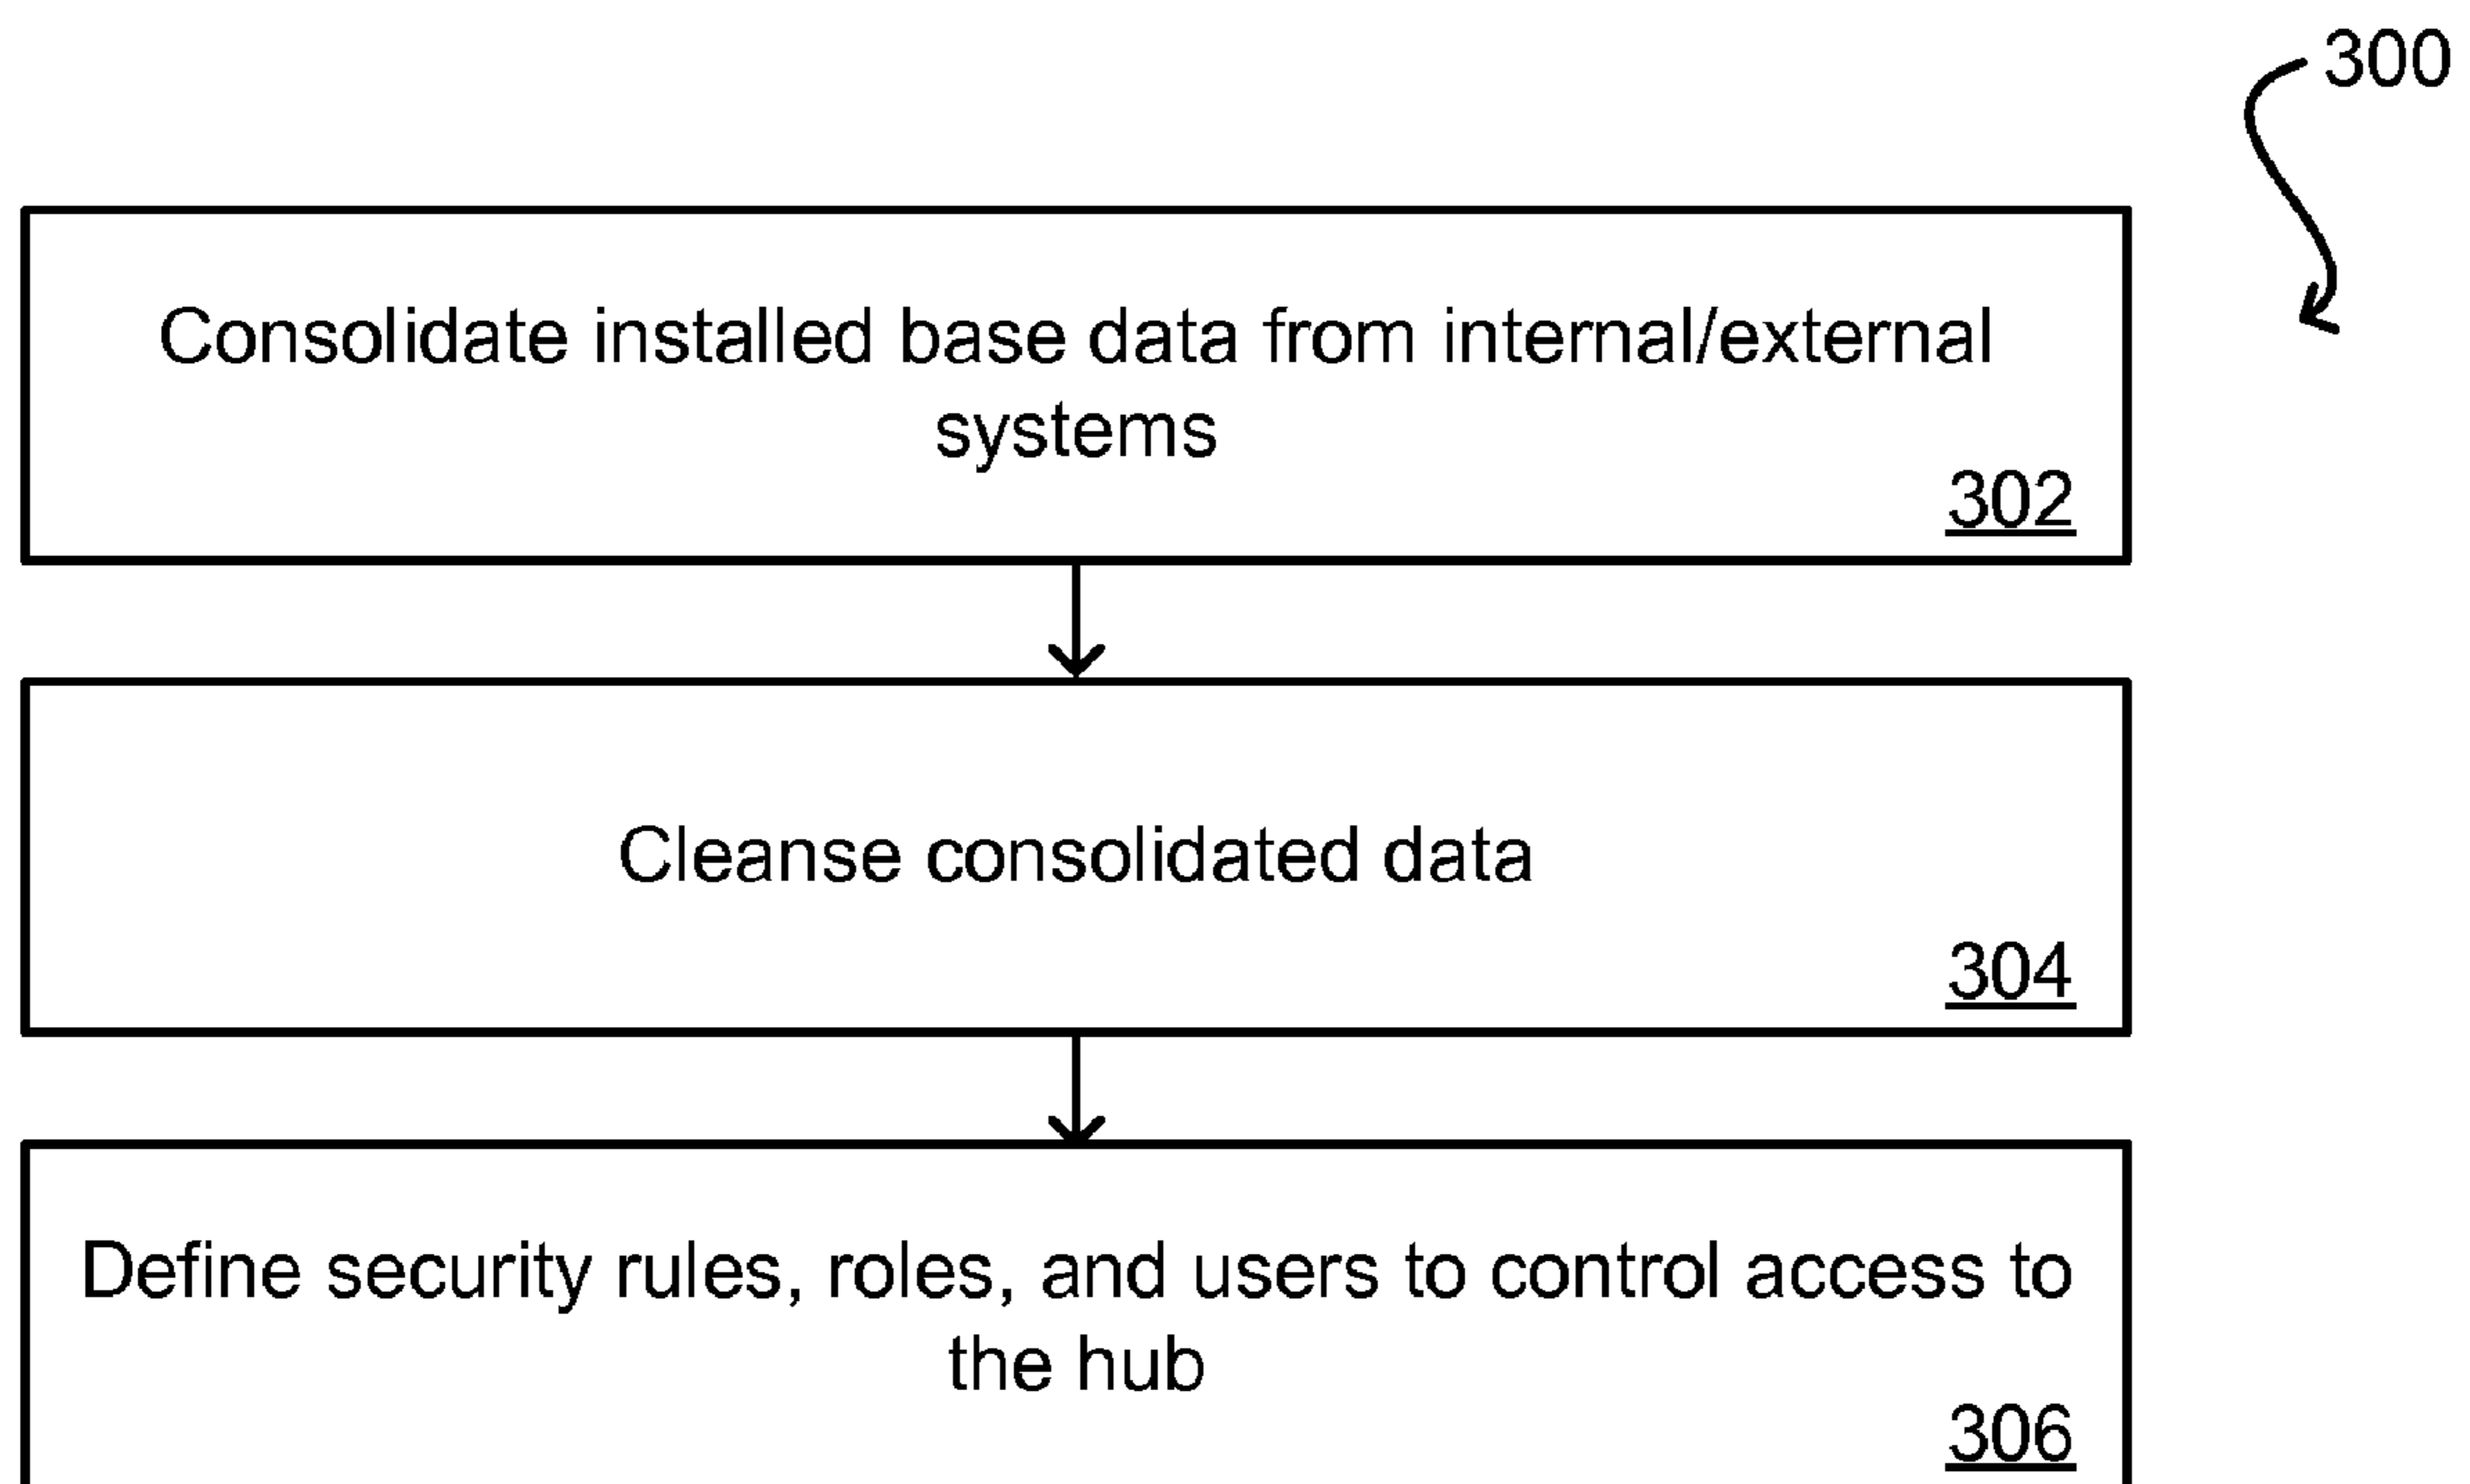 300
Consolidate installed base data from internal/external
systems
302
Cleanse consolidated data
304
Define security rules, roles, and users to control access to
the hub
306